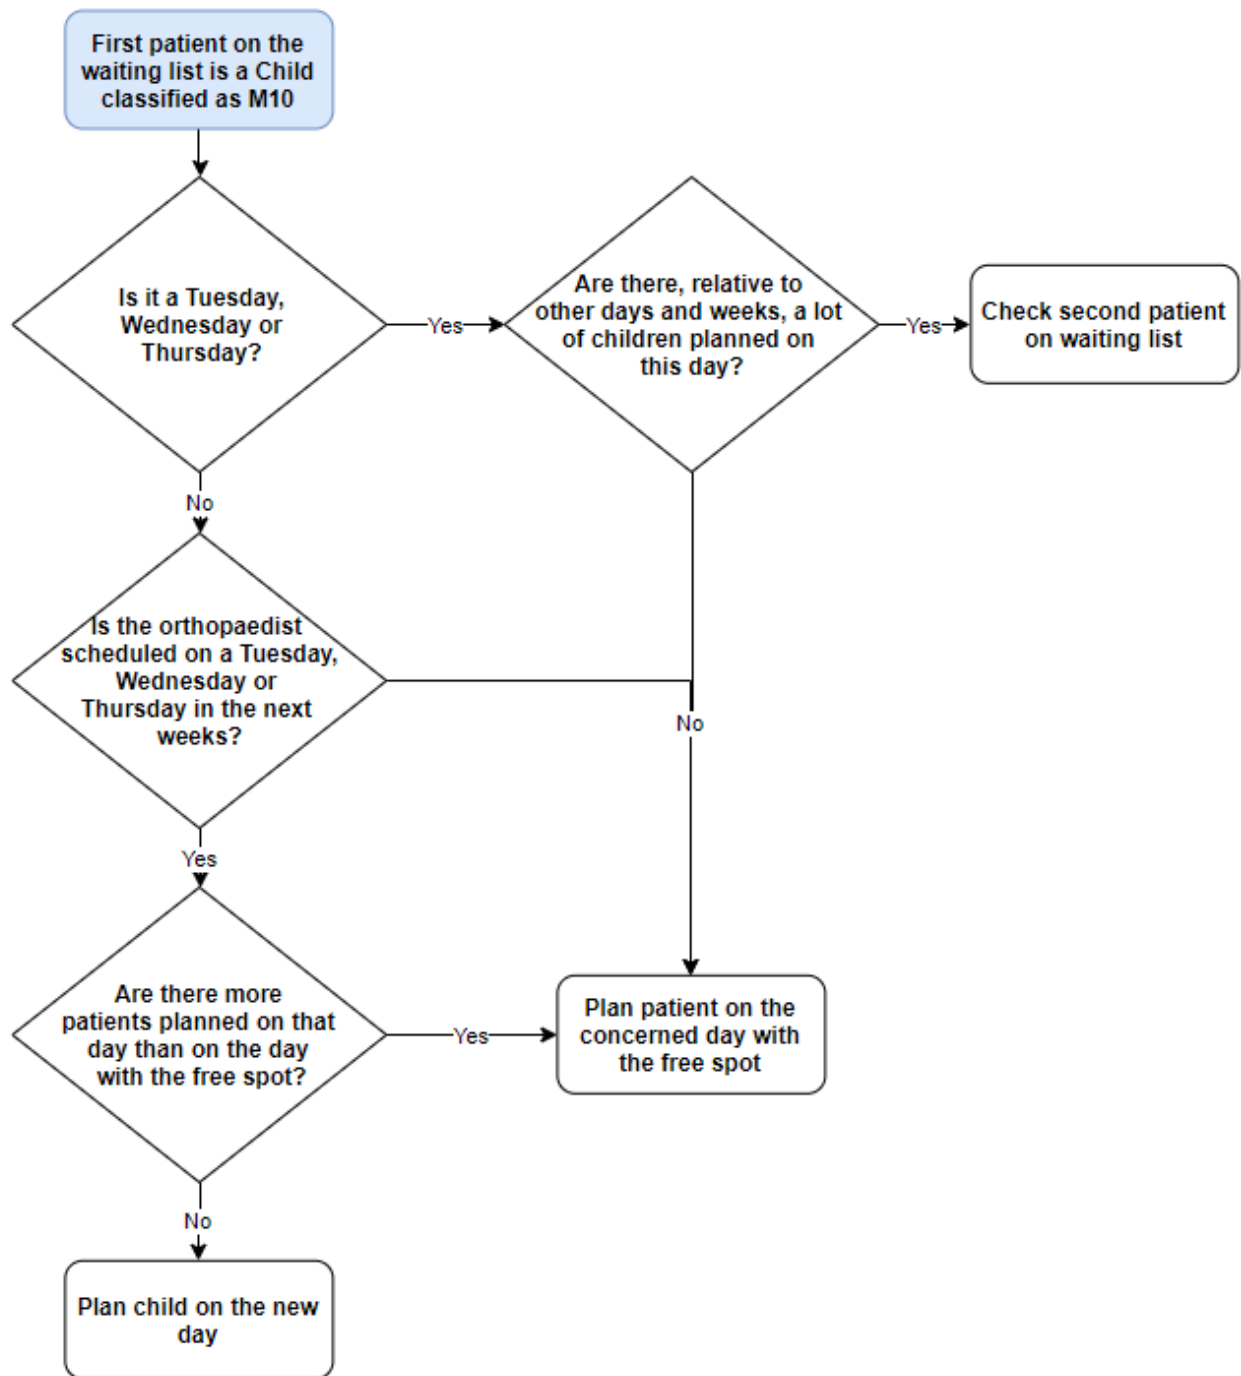 First patient on the
waiting list is a Child
classified as M10
Is it a Tuesday,
Wednesday or
Thursday?
Yes
Are there, relative to
other days and weeks, a lot
of children planned on
this day?
Yes
Check second patient
on waiting list
No
Is the orthopaedist
scheduled on a Tuesday,
Wednesday or
Thursday in the next
weeks?
No
Yes
Are there more
patients planned on that
day than on the day
with the free spot?
Yes
Plan patient on the
concerned day with
the free spot
No
Plan child on the new
day